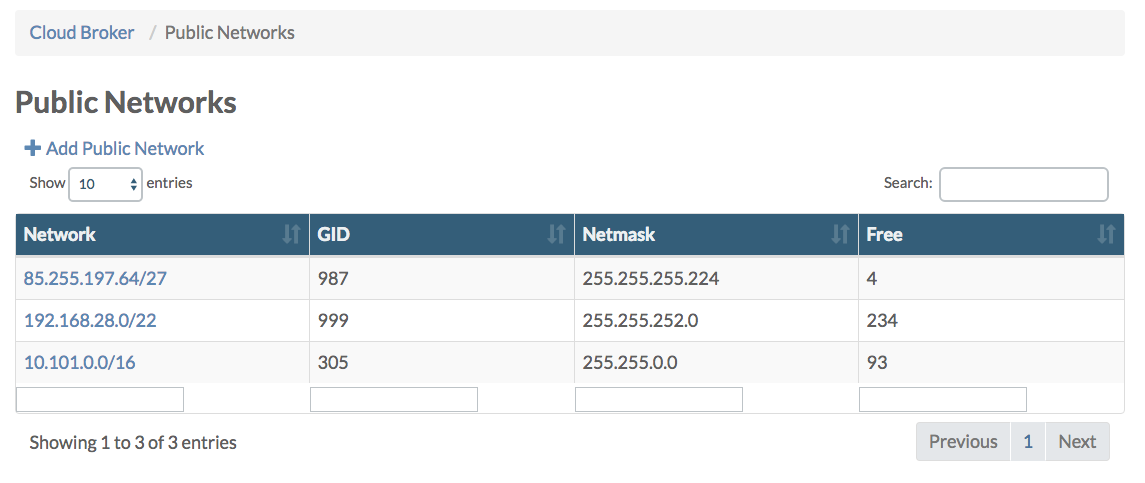 Cloud Broker / Public Networks
Public Networks
Add Public Network
Show 10 entries Search:
Network GID Netmask Free
85.255.197.64/27 987 255.255.255.224 4
192.168.28.0/22 999 255.255.252.0 234
10.101.0.0/16 305 255.255.0.0 93
Showing 1 to 3 of 3 entries Previous 1 Next